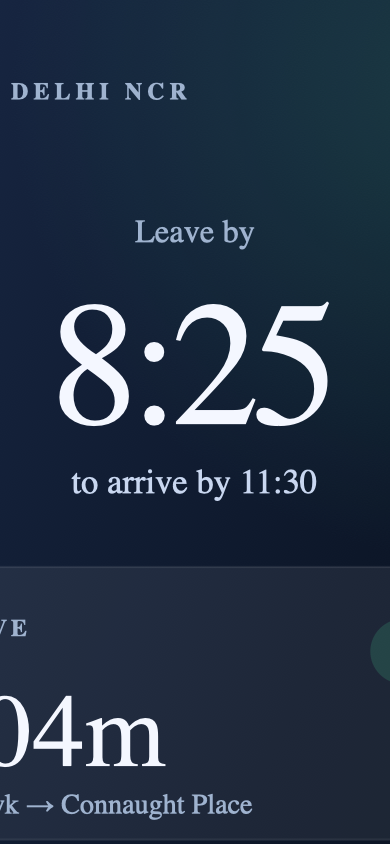 DELHI NCR
Leave by
8:25
to arrive by 11:30
04m
→ Connaught Place